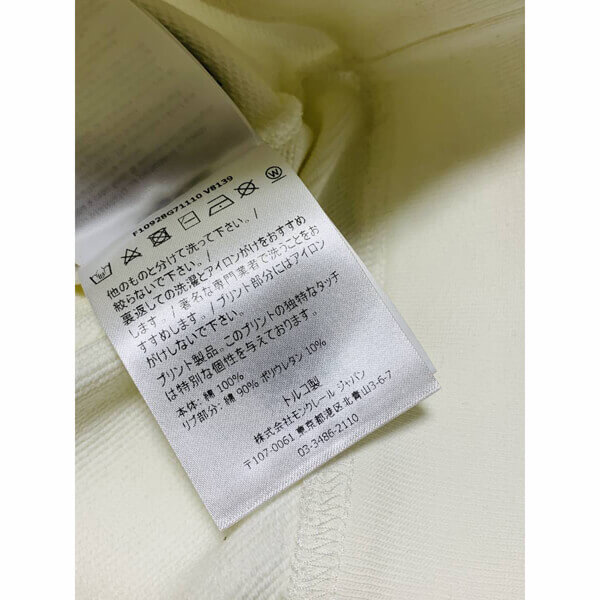 F10928G71110 V8139
他のものと分けて洗って下さい。/
絞らないで下さい。/
裏返しての洗濯とアイロンがけをおすすめ
します。/ 著名な専門業者で洗うことをお
すすめします。/ プリント部分にはアイロン
がけしないで下さい。
プリント製品。このプリントの独特なタッチ
は特別な個性を与えております。
本体: 綿 100%
リブ部分: 綿 90% ポリウレタン 10%
トルコ製
株式会社モンクレール ジャパン
〒107-0061 東京都港区北青山3-6-7
03-3486-2110